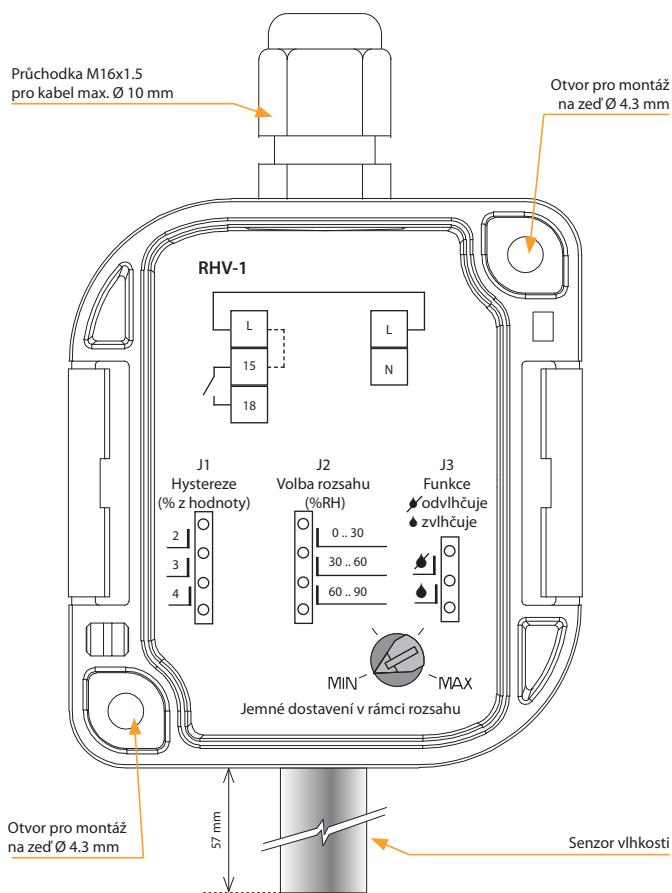 Průchodka M16x1.5
pro kabel max. Ø 10 mm
Otvor pro montáž
na zeď Ø 4.3 mm
RHV-1
L
15
18
L
N
J1
Hystereze
(% z hodnoty)
2
3
4
J2
Volba rozsahu
(%RH)
0 .. 30
30 .. 60
60 .. 90
J3
Funkce
odvlhčuje
zvlhčuje
MIN
MAX
Jemné dostavení v rámci rozsahu
Otvor pro montáž
na zeď Ø 4.3 mm
57 mm
Senzor vlhkosti